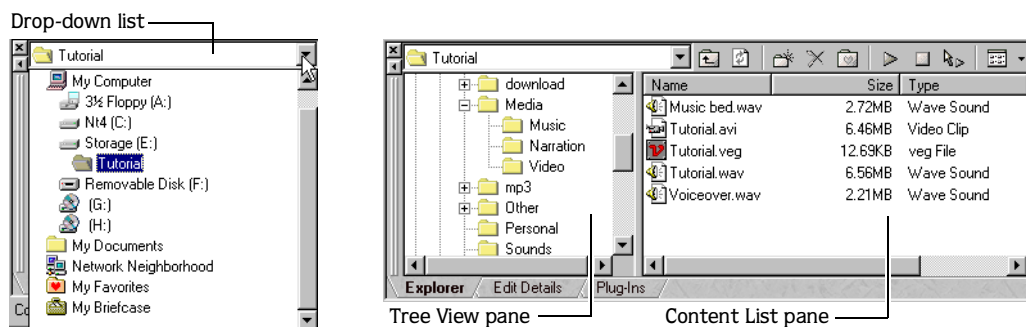 Drop-down list
Tutorial
My Computer
3½ Floppy (A:)
Nt4 (C:)
Storage (E:)
Tutorial
Removable Disk (F:)
(G:)
(H:)
My Documents
Network Neighborhood
My Favorites
My Briefcase
Tutorial
download
Media
Music
Narration
Video
mp3
Other
Personal
Sounds
Name Size Type
Music bed.wav 2.72MB Wave Sound
Tutorial.avi 6.46MB Video Clip
Tutorial.veg 12.69KB veg File
Tutorial.wav 6.56MB Wave Sound
Voiceover.wav 2.21MB Wave Sound
Explorer Edit Details Plug-Ins
Tree View pane
Content List pane